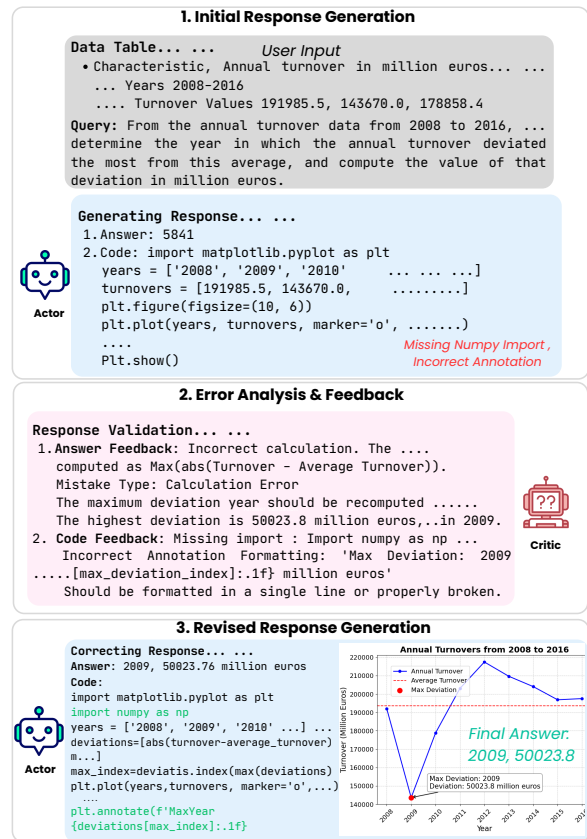 1. Initial Response Generation
User Input
Data Table... ...
• Characteristic, Annual turnover in million euros... ...
... Years 2008-2016
.... Turnover Values 191985.5, 143670.0, 178858.4
Query: From the annual turnover data from 2008 to 2016, ...
determine the year in which the annual turnover deviated
the most from this average, and compute the value of that
deviation in million euros.
Generating Response... ...
1. Answer: 5841
2. Code: import matplotlib.pyplot as plt
years = ['2008', '2009', '2010' ... ... ...]
turnovers = [191985.5, 143670.0, .........]
plt.figure(figsize=(10, 6))
plt.plot(years, turnovers, marker='o', .......)
....
Plt.show()
Missing Numpy Import ,
Incorrect Annotation
Actor
2. Error Analysis & Feedback
Response Validation... ...
1. Answer Feedback: Incorrect calculation. The ....
computed as Max(abs(Turnover - Average Turnover)).
Mistake Type: Calculation Error
The maximum deviation year should be recomputed ......
The highest deviation is 50023.8 million euros,..in 2009.
2. Code Feedback: Missing import : Import numpy as np ...
Incorrect Annotation Formatting: 'Max Deviation: 2009
.....[max_deviation_index]:.1f} million euros'
Should be formatted in a single line or properly broken.
??
Critic
3. Revised Response Generation
Correcting Response... ...
Answer: 2009, 50023.76 million euros
Code:
import matplotlib.pyplot as plt
import numpy as np
years = ['2008', '2009', '2010' ...] ...
deviations=[abs(turnover-average_turnover)
m...]
max_index=deviatis.index(max(deviations)
plt.plot(years,turnovers, marker='o',...)
....
plt.annotate(f'MaxYear
{deviations[max_index]:.1f}
Actor
Annual Turnovers from 2008 to 2016
Annual Turnover
Average Turnover
Max Deviation
Turnover (Million Euros)
220000
210000
200000
190000
180000
170000
160000
150000
140000
Final Answer:
2009, 50023.8
Max Deviation: 2009
Deviation: 50023.8 million euros
2008 2009 2010 2011 2012 2013 2014 2015 2016
Year